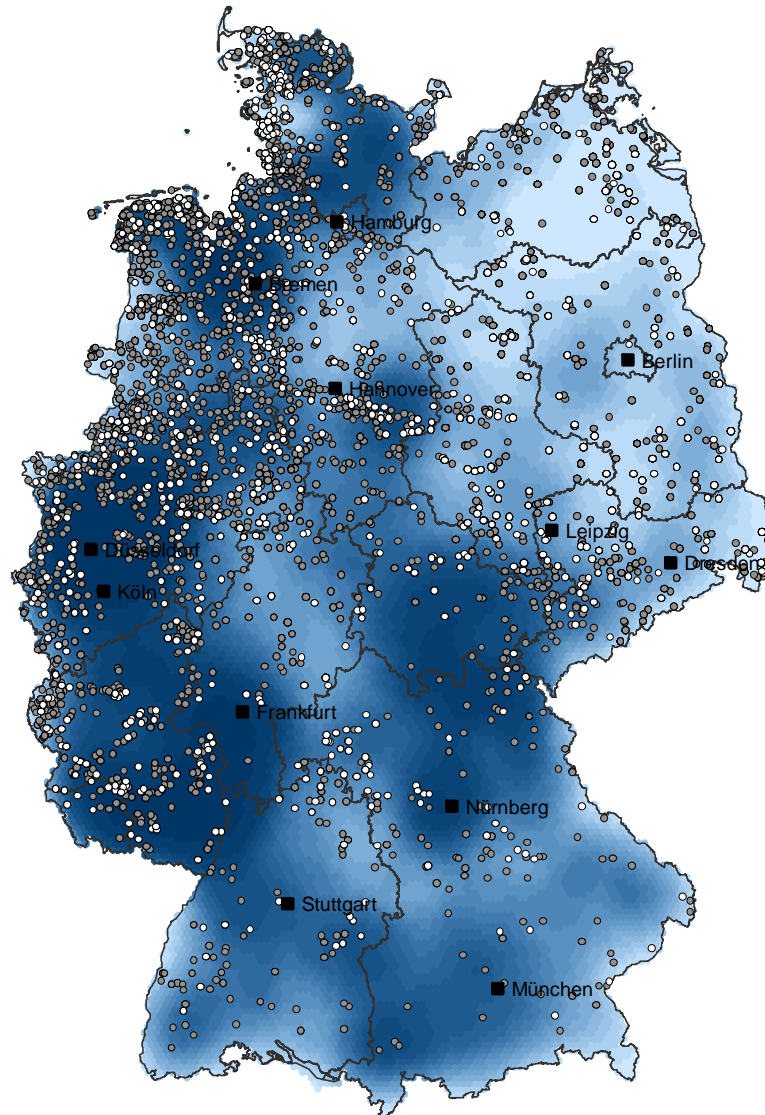 Hamburg
Bremen
Berlin
Hannover
Leipzig
Düsseldorf
Dresden
Köln
Frankfurt
Nürnberg
Stuttgart
München